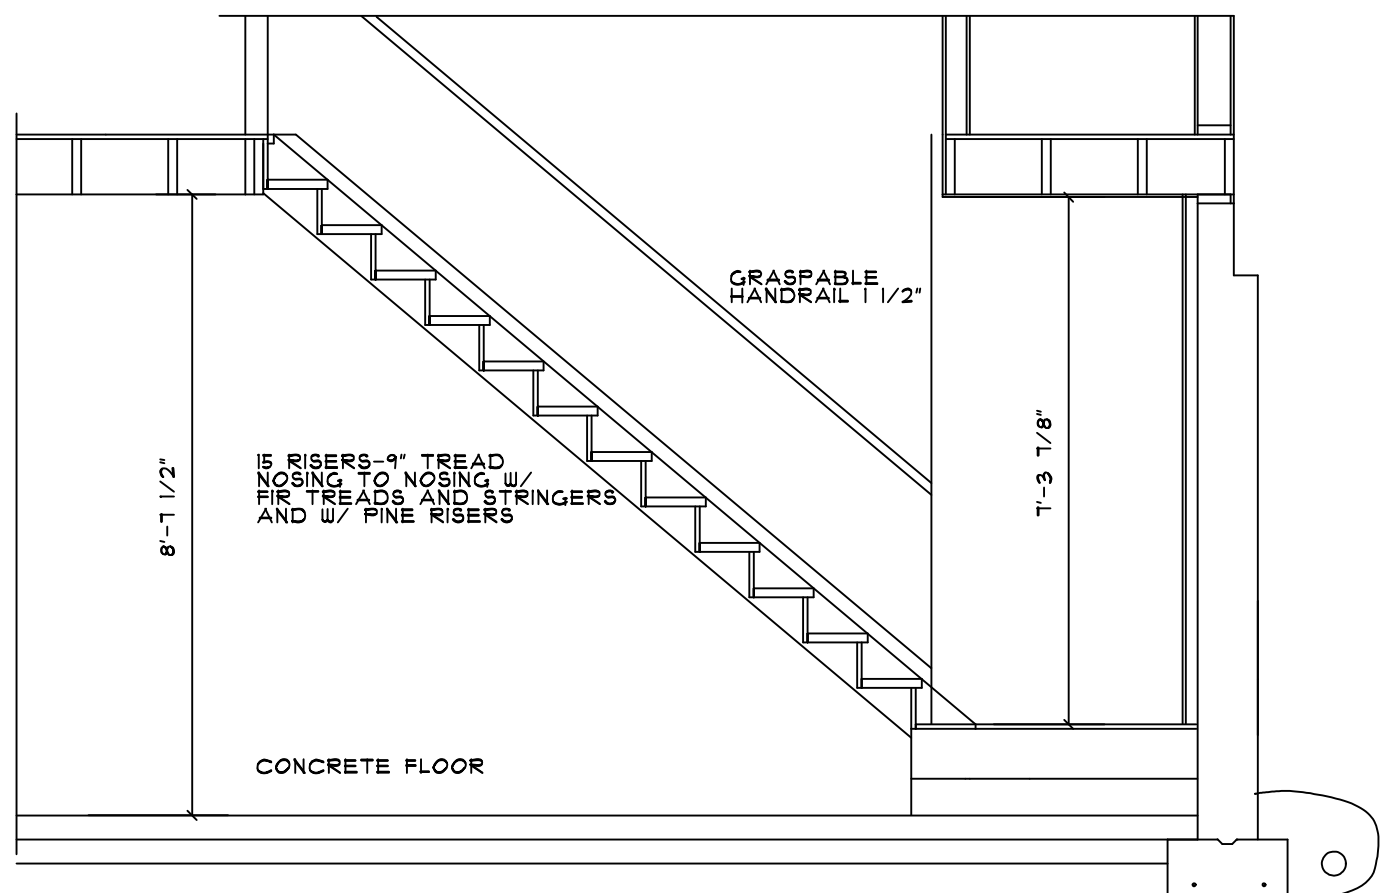 GRASPABLE
HANDRAIL 1 1/2"
15 RISERS-9" TREAD
NOSING TO NOSING W/
FIR TREADS AND STRINGERS
AND W/ PINE RISERS
8'-7 1/2"
7'-3 7/8"
CONCRETE FLOOR